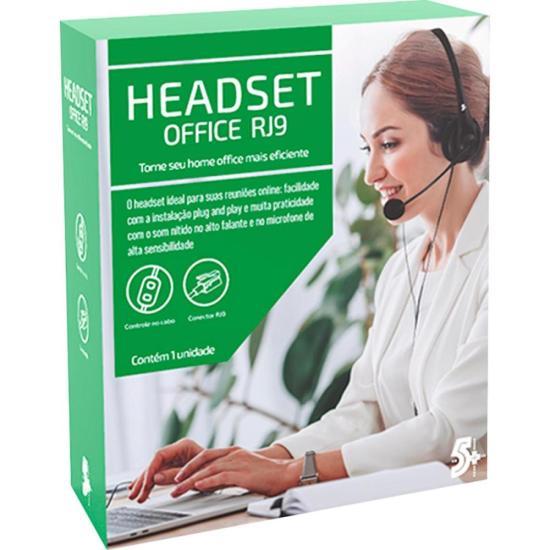 HEADSET
OFFICE RJ9
Torne seu home office mais eficiente
O headset ideal para suas reuniões online: facilidade
com a instalação plug and play e muita praticidade
com o som nítido no alto falante e no microfone de
alta sensibilidade
Controle no cabo
Conector RJ9
Contém 1 unidade
5+
HEADSET
OFFICE RJ9